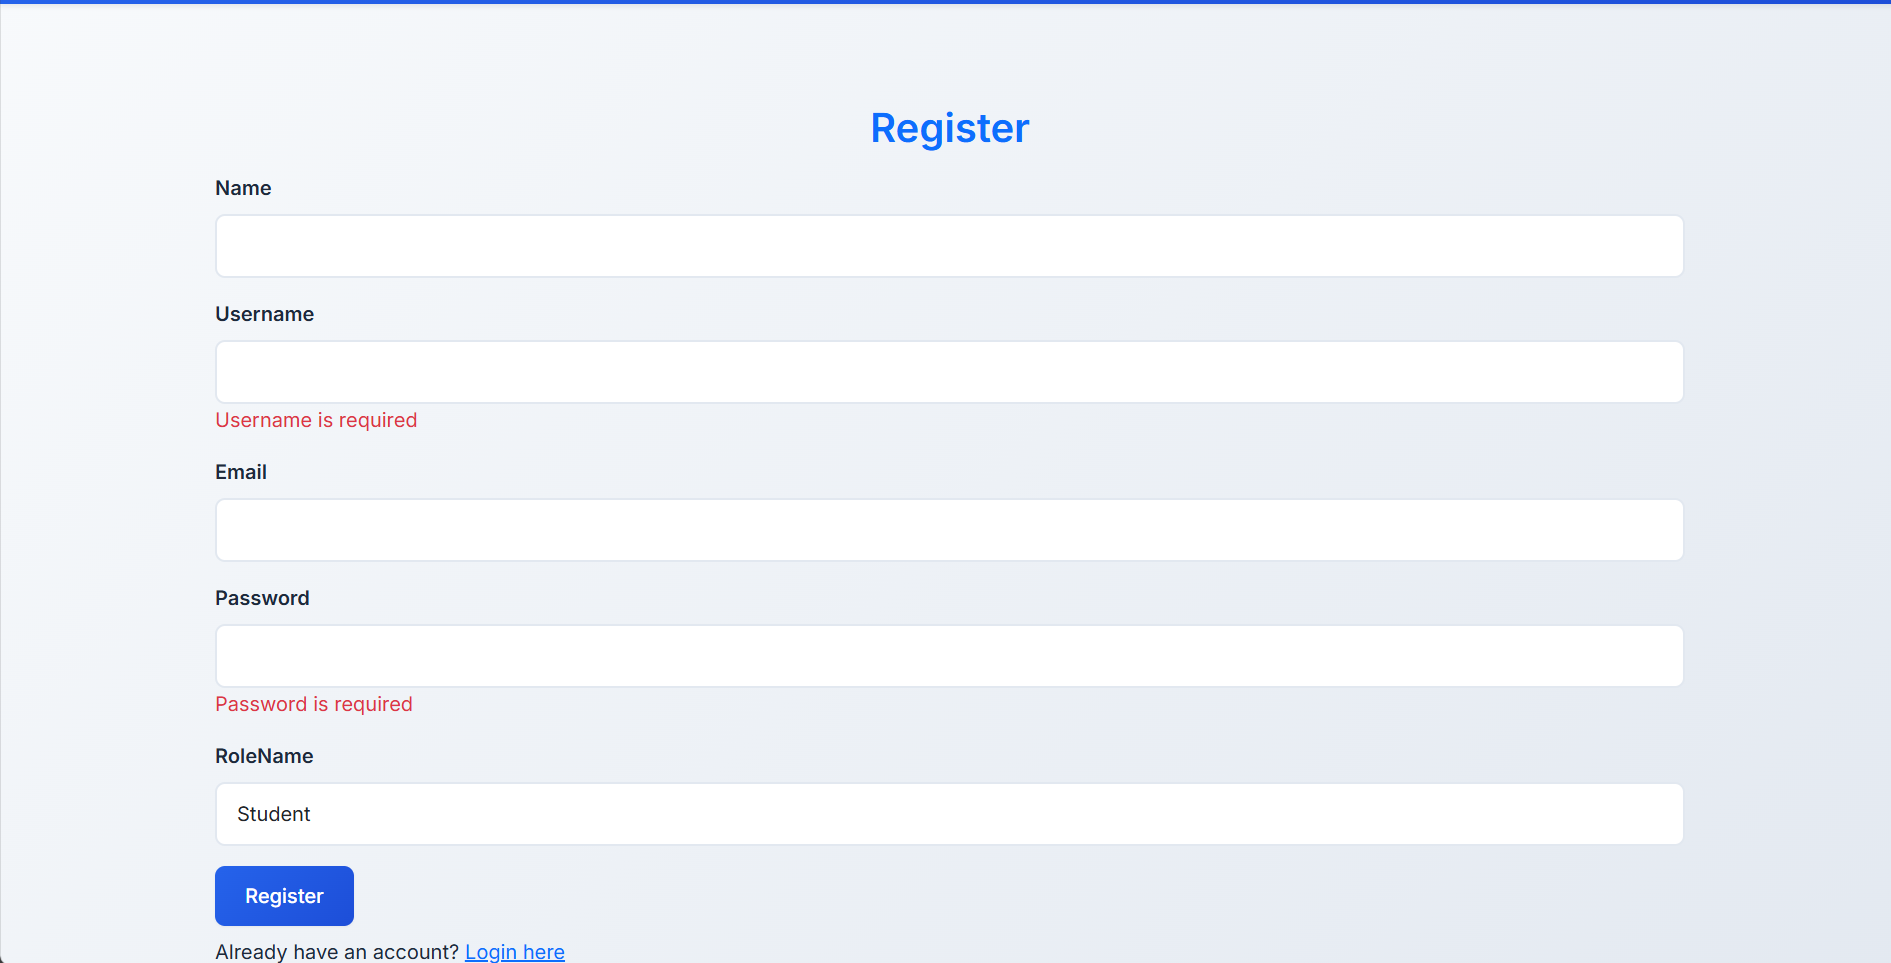 Register
Name
Username
Username is required
Email
Password
Password is required
RoleName
Student
Register
Already have an account? Login here